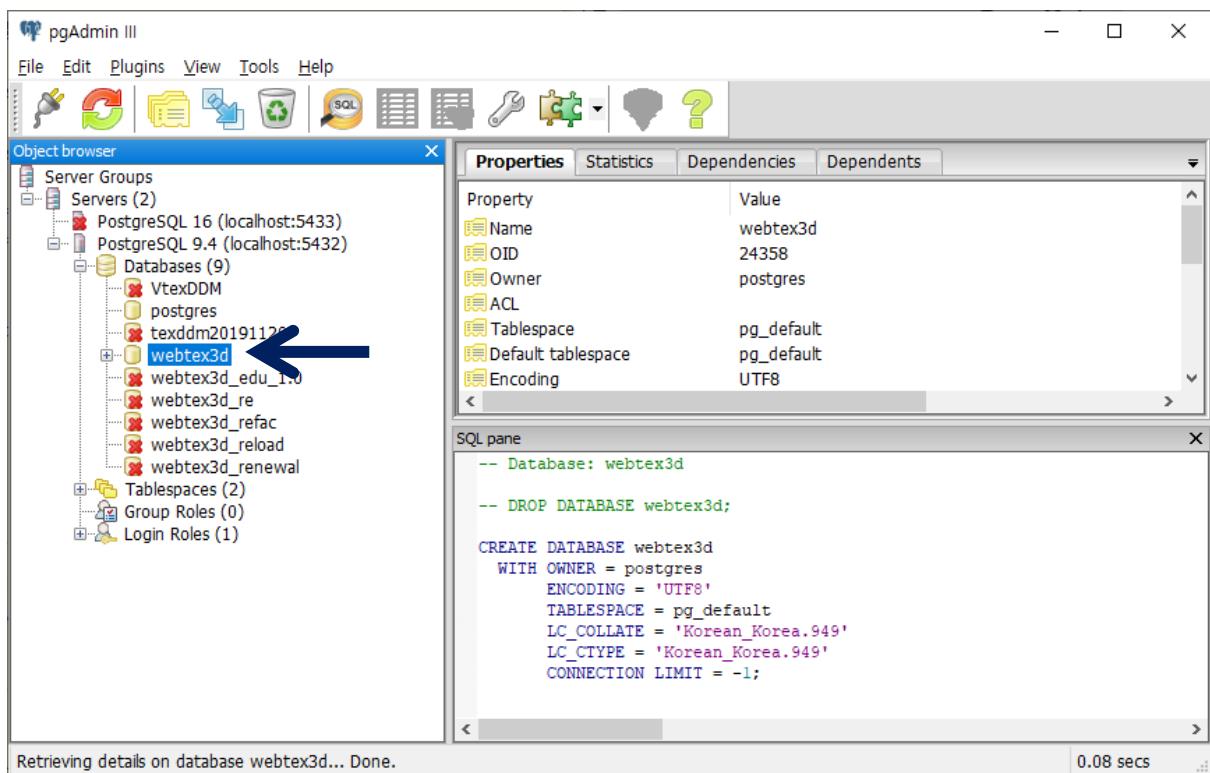 pgAdmin III
File Edit Plugins View Tools Help
SQL
Object browser
Server Groups
Servers (2)
PostgreSQL 16 (localhost:5433)
PostgreSQL 9.4 (localhost:5432)
Databases (9)
VtexDDM
postgres
texddm2019112
webtex3d
webtex3d_edu_1.0
webtex3d_re
webtex3d_refac
webtex3d_reload
webtex3d_renewal
Tablespaces (2)
Group Roles (0)
Login Roles (1)
Properties Statistics Dependencies Dependents
Property Value
Name webtex3d
OID 24358
Owner postgres
ACL
Tablespace pg_default
Default tablespace pg_default
Encoding UTF8
SQL pane
-- Database: webtex3d
-- DROP DATABASE webtex3d;
CREATE DATABASE webtex3d
WITH OWNER = postgres
ENCODING = 'UTF8'
TABLESPACE = pg_default
LC_COLLATE = 'Korean_Korea.949'
LC_CTYPE = 'Korean_Korea.949'
CONNECTION LIMIT = -1;
Retrieving details on database webtex3d... Done. 0.08 secs